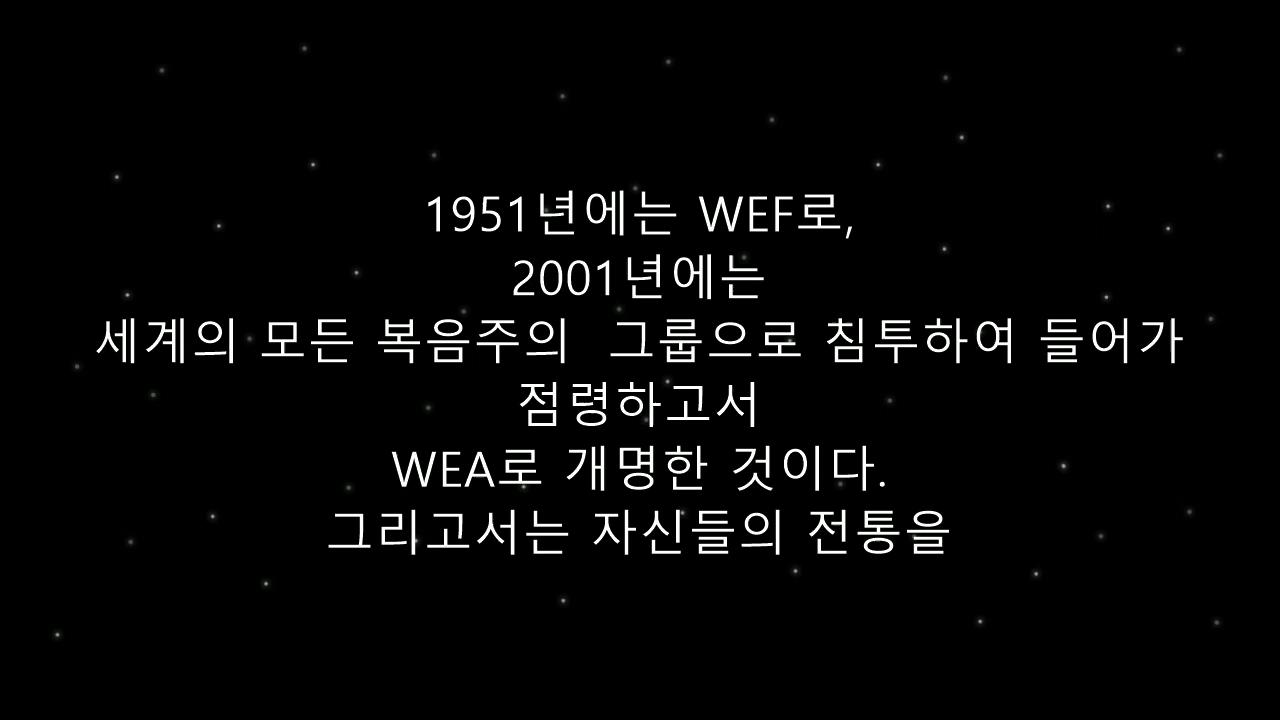 1951년에는 WEF로,
2001년에는
세계의 모든 복음주의  그룹으로 침투하여 들어가
점령하고서
WEA로 개명한 것이다.
그리고서는 자신들의 전통을